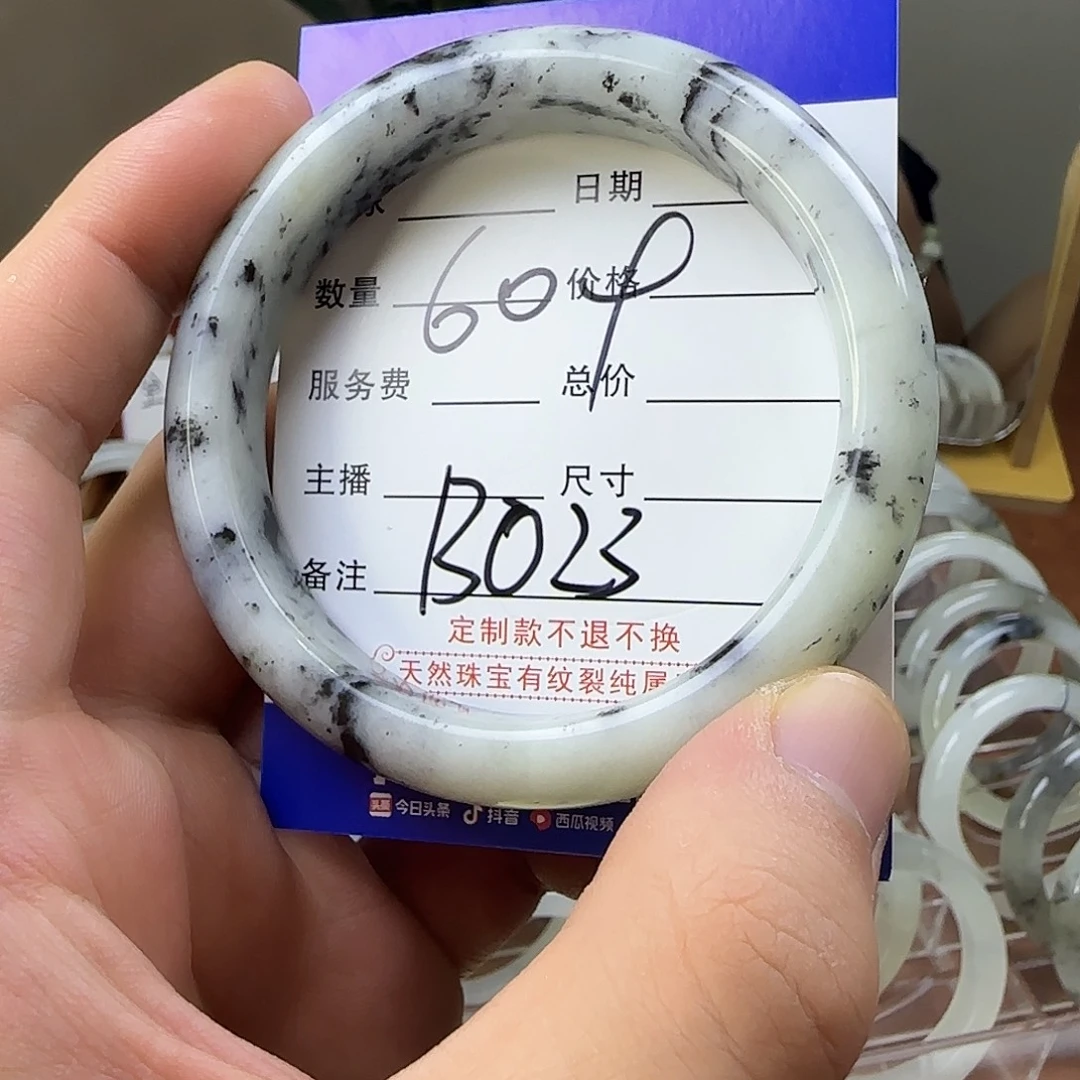 日期
数量 609 价格
服务费 总价
主播 尺寸
备注 B023
定制款不退不换
天然珠宝有纹裂纯属
头条 今日头条 抖音 西瓜视频